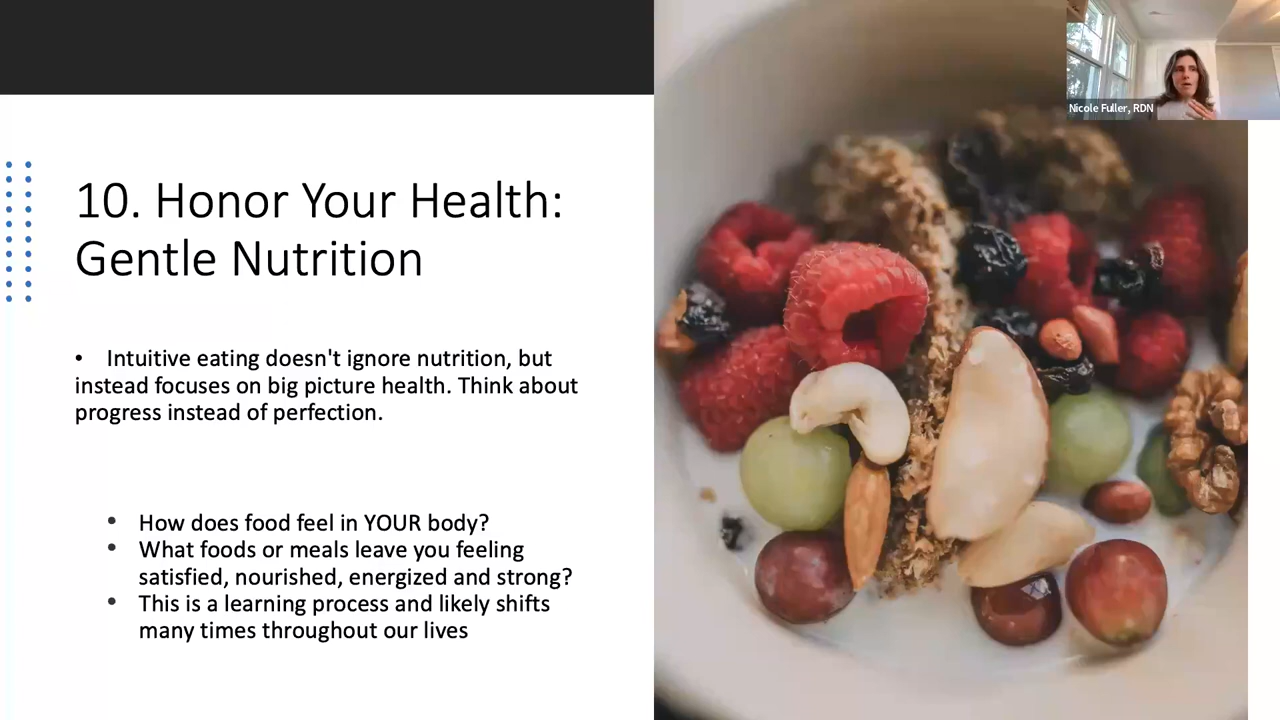 Nicole Fuller, RDN
10. Honor Your Health:
Gentle Nutrition
• Intuitive eating doesn't ignore nutrition, but
instead focuses on big picture health. Think about
progress instead of perfection.
• How does food feel in YOUR body?
• What foods or meals leave you feeling
satisfied, nourished, energized and strong?
• This is a learning process and likely shifts
many times throughout our lives